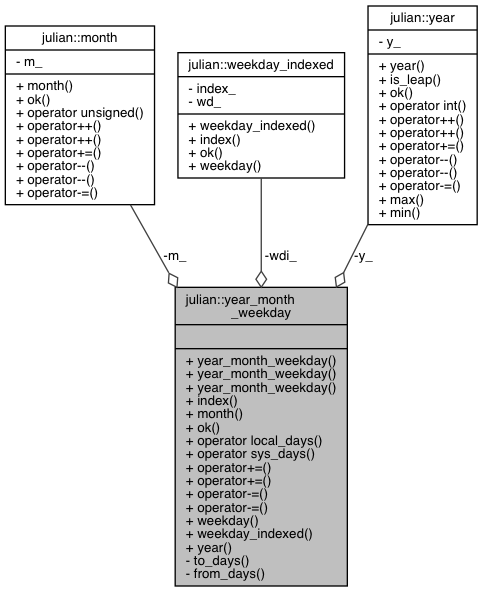 julian::month
- m_
+ month()
+ ok()
+ operator unsigned()
+ operator++()
+ operator++()
+ operator+=()
+ operator--()
+ operator--()
+ operator-=()
julian::weekday_indexed
- index_
- wd_
+ weekday_indexed()
+ index()
+ ok()
+ weekday()
julian::year
- y_
+ year()
+ is_leap()
+ ok()
+ operator int()
+ operator++()
+ operator++()
+ operator+=()
+ operator--()
+ operator--()
+ operator-=()
+ max()
+ min()
-m_
-wdi_
-y_
julian::year_month
_weekday
+ year_month_weekday()
+ year_month_weekday()
+ year_month_weekday()
+ index()
+ month()
+ ok()
+ operator local_days()
+ operator sys_days()
+ operator+=()
+ operator+=()
+ operator-=()
+ operator-=()
+ weekday()
+ weekday_indexed()
+ year()
- to_days()
- from_days()